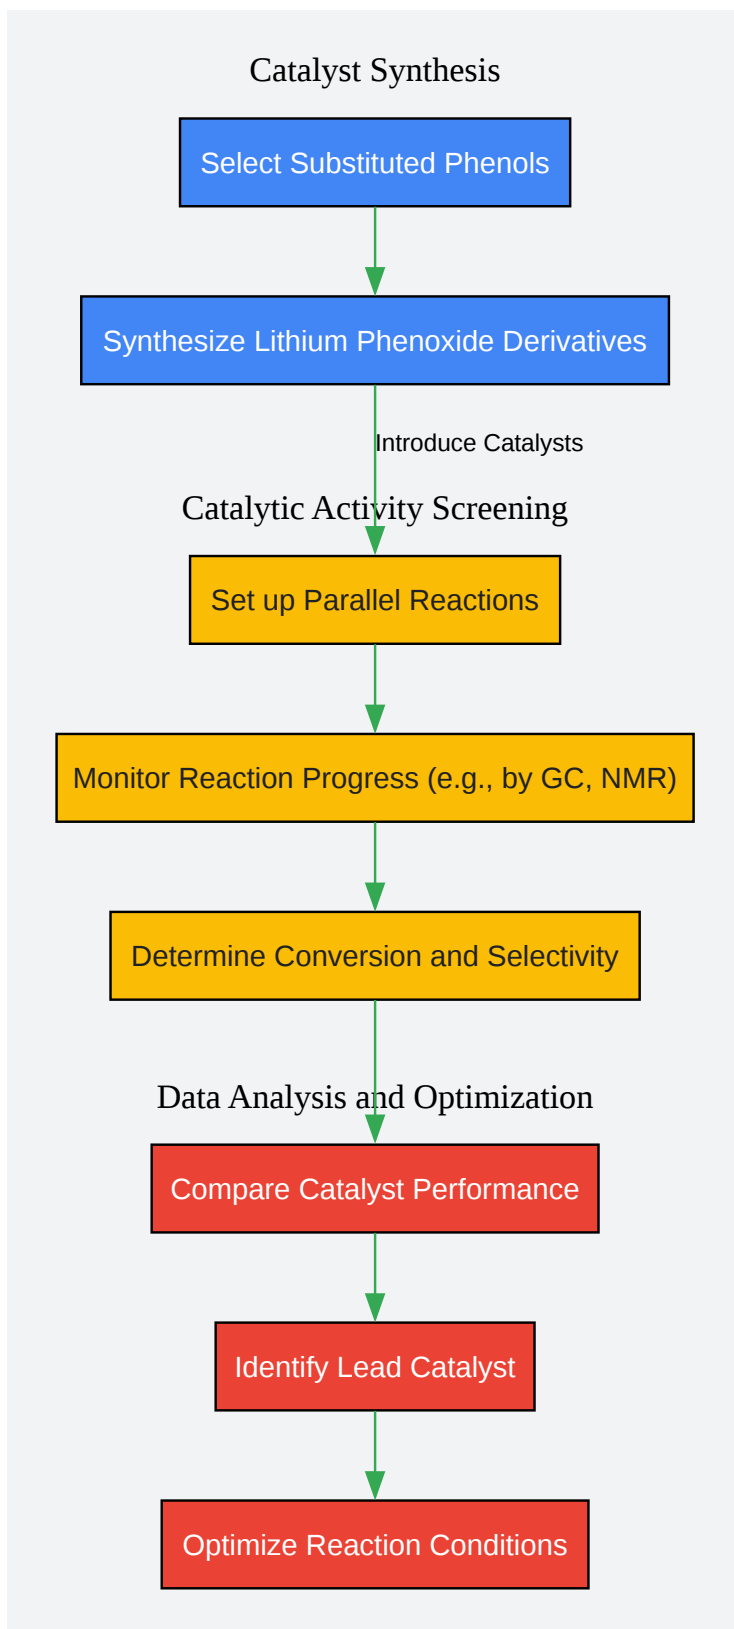 Catalyst Synthesis
Select Substituted Phenols
Synthesize Lithium Phenoxide Derivatives
Introduce Catalysts
Catalytic Activity Screening
Set up Parallel Reactions
Monitor Reaction Progress (e.g., by GC, NMR)
Determine Conversion and Selectivity
Data Analysis and Optimization
Compare Catalyst Performance
Identify Lead Catalyst
Optimize Reaction Conditions